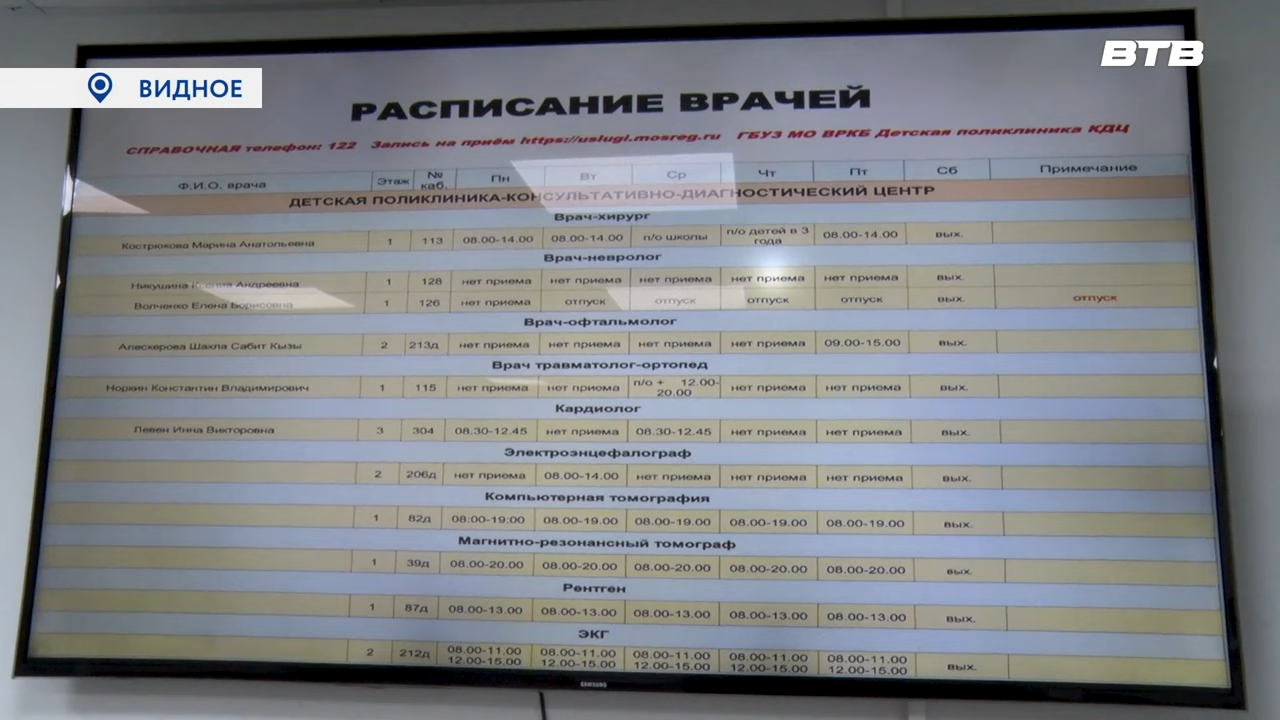 ВТВ
ВИДНОЕ
РАСПИСАНИЕ ВРАЧЕЙ
СПРАВОЧНАЯ телефон: 122 Запись на приём https://uslugi.mosreg.ru ГБУЗ МО ВРКБ Детская поликлиника КДЦ
Ф.И.О. врача Этаж № каб. Пн Вт Ср Чт Пт Сб Примечание
ДЕТСКАЯ ПОЛИКЛИНИКА-КОНСУЛЬТАТИВНО-ДИАГНОСТИЧЕСКИЙ ЦЕНТР
Врач-хирург
Кострюкова Марина Анатольевна 1 113 08.00-14.00 08.00-14.00 п/о школы п/о детей в 3 года 08.00-14.00 вых.
Врач-невролог
Никушина Ксения Андреевна 1 128 нет приема нет приема нет приема нет приема нет приема вых.
Волченко Елена Борисовна 1 126 нет приема отпуск отпуск отпуск отпуск вых. отпуск
Врач-офтальмолог
Алескерова Шахла Сабит Кызы 2 213д нет приема нет приема нет приема нет приема 09.00-15.00 вых.
Врач травматолог-ортопед
Норкин Константин Владимирович 1 115 нет приема нет приема п/о + 12.00-20.00 нет приема нет приема вых.
Кардиолог
Левен Инна Викторовна 3 304 08.30-12.45 нет приема 08.30-12.45 нет приема нет приема вых.
Электроэнцефалограф
2 206д нет приема 08.00-14.00 нет приема нет приема нет приема вых.
Компьютерная томография
1 82д 08:00-19:00 08.00-19.00 08.00-19.00 08.00-19.00 08.00-19.00 вых.
Магнитно-резонансный томограф
1 39д 08.00-20.00 08.00-20.00 08.00-20.00 08.00-20.00 08.00-20.00 вых.
Рентген
1 87д 08.00-13.00 08.00-13.00 08.00-13.00 08.00-13.00 08.00-13.00 вых.
ЭКГ
2 212д 08.00-11.00 08.00-11.00 08.00-11.00 08.00-11.00 08.00-11.00 вых.
12.00-15.00 12.00-15.00 12.00-15.00 12.00-15.00 12.00-15.00
SAMSUNG